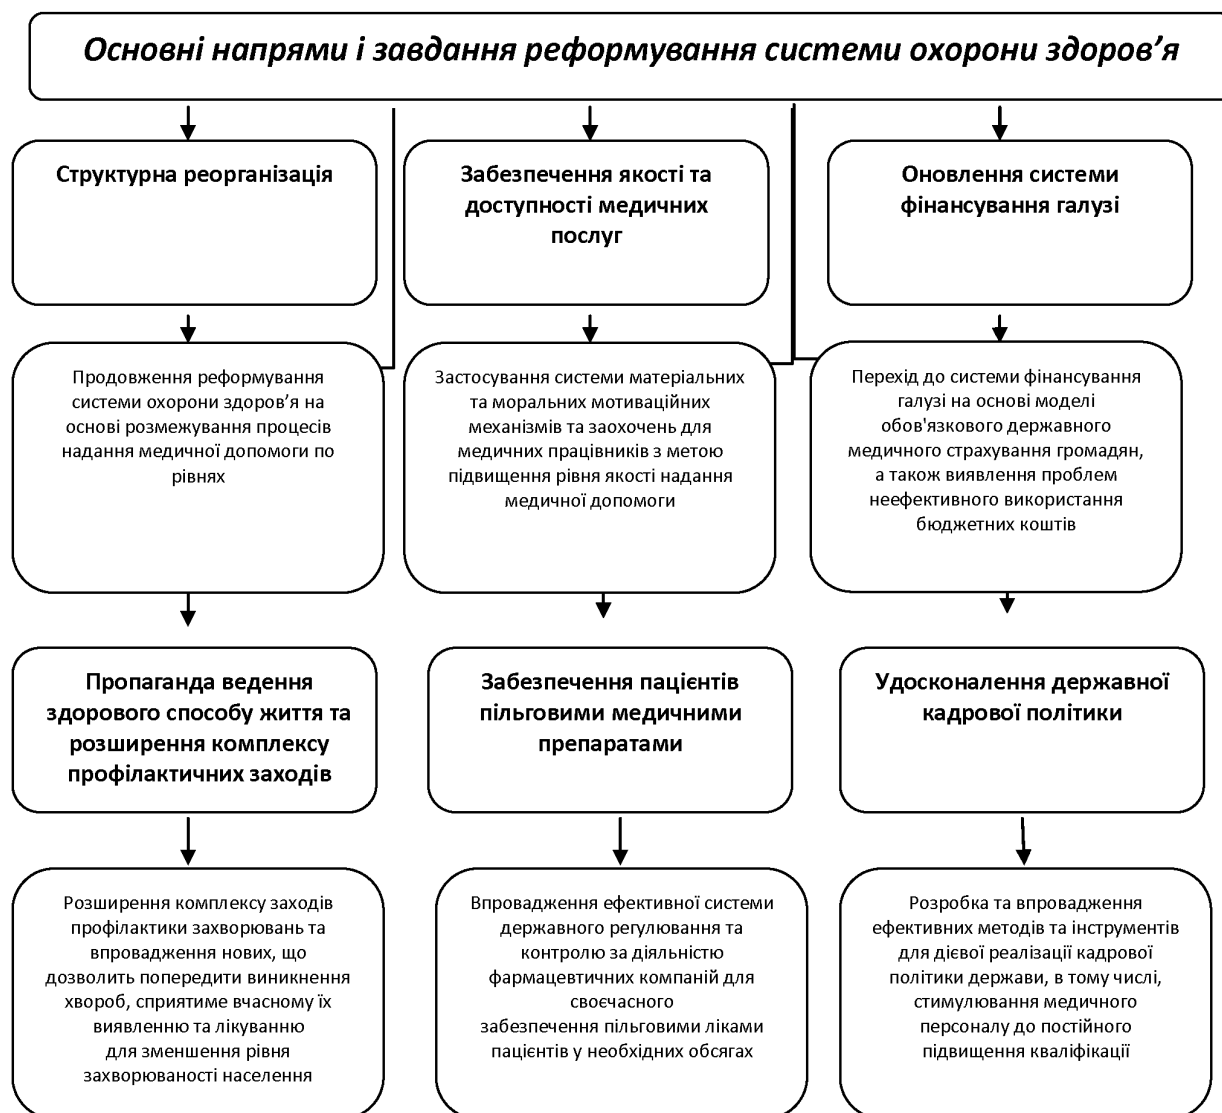 Основні напрями і завдання реформування системи охорони здоров’я
Структурна реорганізація
Забезпечення якості та
доступності медичних
послуг
Оновлення системи
фінансування галузі
Продовження реформування
системи охорони здоров’я на
основі розмежування процесів
надання медичної допомоги по
рівнях
Застосування системи матеріальних
та моральних мотиваційних
механізмів та заохочень для
медичних працівників з метою
підвищення рівня якості надання
медичної допомоги
Перехід до системи фінансування
галузі на основі моделі
обов'язкового державного
медичного страхування громадян,
а також виявлення проблем
неефективного використання
бюджетних коштів
Пропаганда ведення
здорового способу життя та
розширення комплексу
профілактичних заходів
Забезпечення пацієнтів
пільговими медичними
препаратами
Удосконалення державної
кадрової політики
Розширення комплексу заходів
профілактики захворювань та
впровадження нових, що
дозволить попередити виникнення
хвороб, сприятиме вчасному їх
виявленню та лікуванню
для зменшення рівня
захворюваності населення
Впровадження ефективної системи
державного регулювання та
контролю за діяльністю
фармацевтичних компаній для
своєчасного
забезпечення пільговими ліками
пацієнтів у необхідних обсягах
Розробка та впровадження
ефективних методів та інструментів
для дієвої реалізації кадрової
політики держави, в тому числі,
стимулювання медичного
персоналу до постійного
підвищення кваліфікації